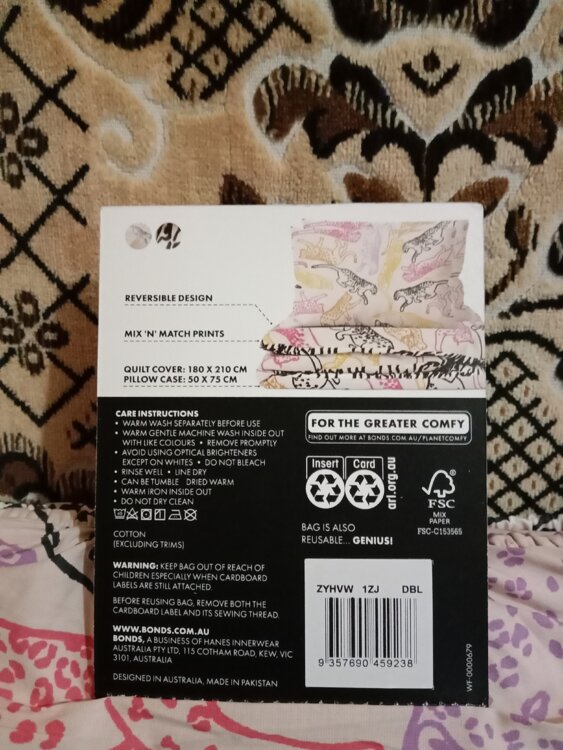 REVERSIBLE DESIGN
MIX 'N' MATCH PRINTS
QUILT COVER: 180 X 210 CM
PILLOW CASE: 50 X 75 CM
CARE INSTRUCTIONS
• WARM WASH SEPARATELY BEFORE USE
• WARM GENTLE MACHINE WASH INSIDE OUT
WITH LIKE COLOURS • REMOVE PROMPTLY
• AVOID USING OPTICAL BRIGHTENERS
EXCEPT ON WHITES • DO NOT BLEACH
• RINSE WELL • LINE DRY
• CAN BE TUMBLE DRIED WARM
• WARM IRON INSIDE OUT
• DO NOT DRY CLEAN
COTTON
(EXCLUDING TRIMS)
WARNING: KEEP BAG OUT OF REACH OF
CHILDREN ESPECIALLY WHEN CARDBOARD
LABELS ARE STILL ATTACHED.
BEFORE REUSING BAG, REMOVE BOTH THE
CARDBOARD LABEL AND ITS SEWING THREAD.
WWW.BONDS.COM.AU
BONDS, A BUSINESS OF HANES INNERWEAR
AUSTRALIA PTY LTD, 115 COTHAM ROAD, KEW, VIC
3101, AUSTRALIA
DESIGNED IN AUSTRALIA, MADE IN PAKISTAN
FOR THE GREATER COMFY
FIND OUT MORE AT BONDS.COM.AU/PLANETCOMFY
Insert Card
arl.org.au
FSC
MIX
PAPER
FSC-C153565
BAG IS ALSO
REUSABLE... GENIUS!
ZYHVW 1ZJ DBL
9 357690 459238
WF-0000679